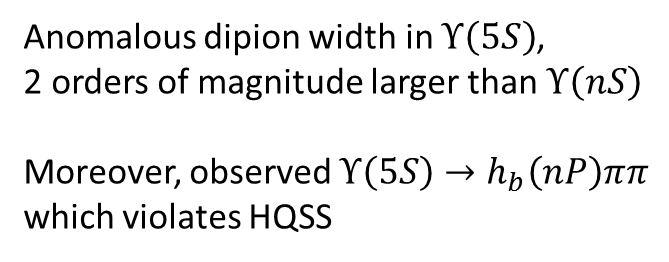 Anomalous dipion width in ϒ(5S),
2 orders of magnitude larger than ϒ(nS)
Moreover, observed ϒ(5S) → h_b(nP)ππ
which violates HQSS